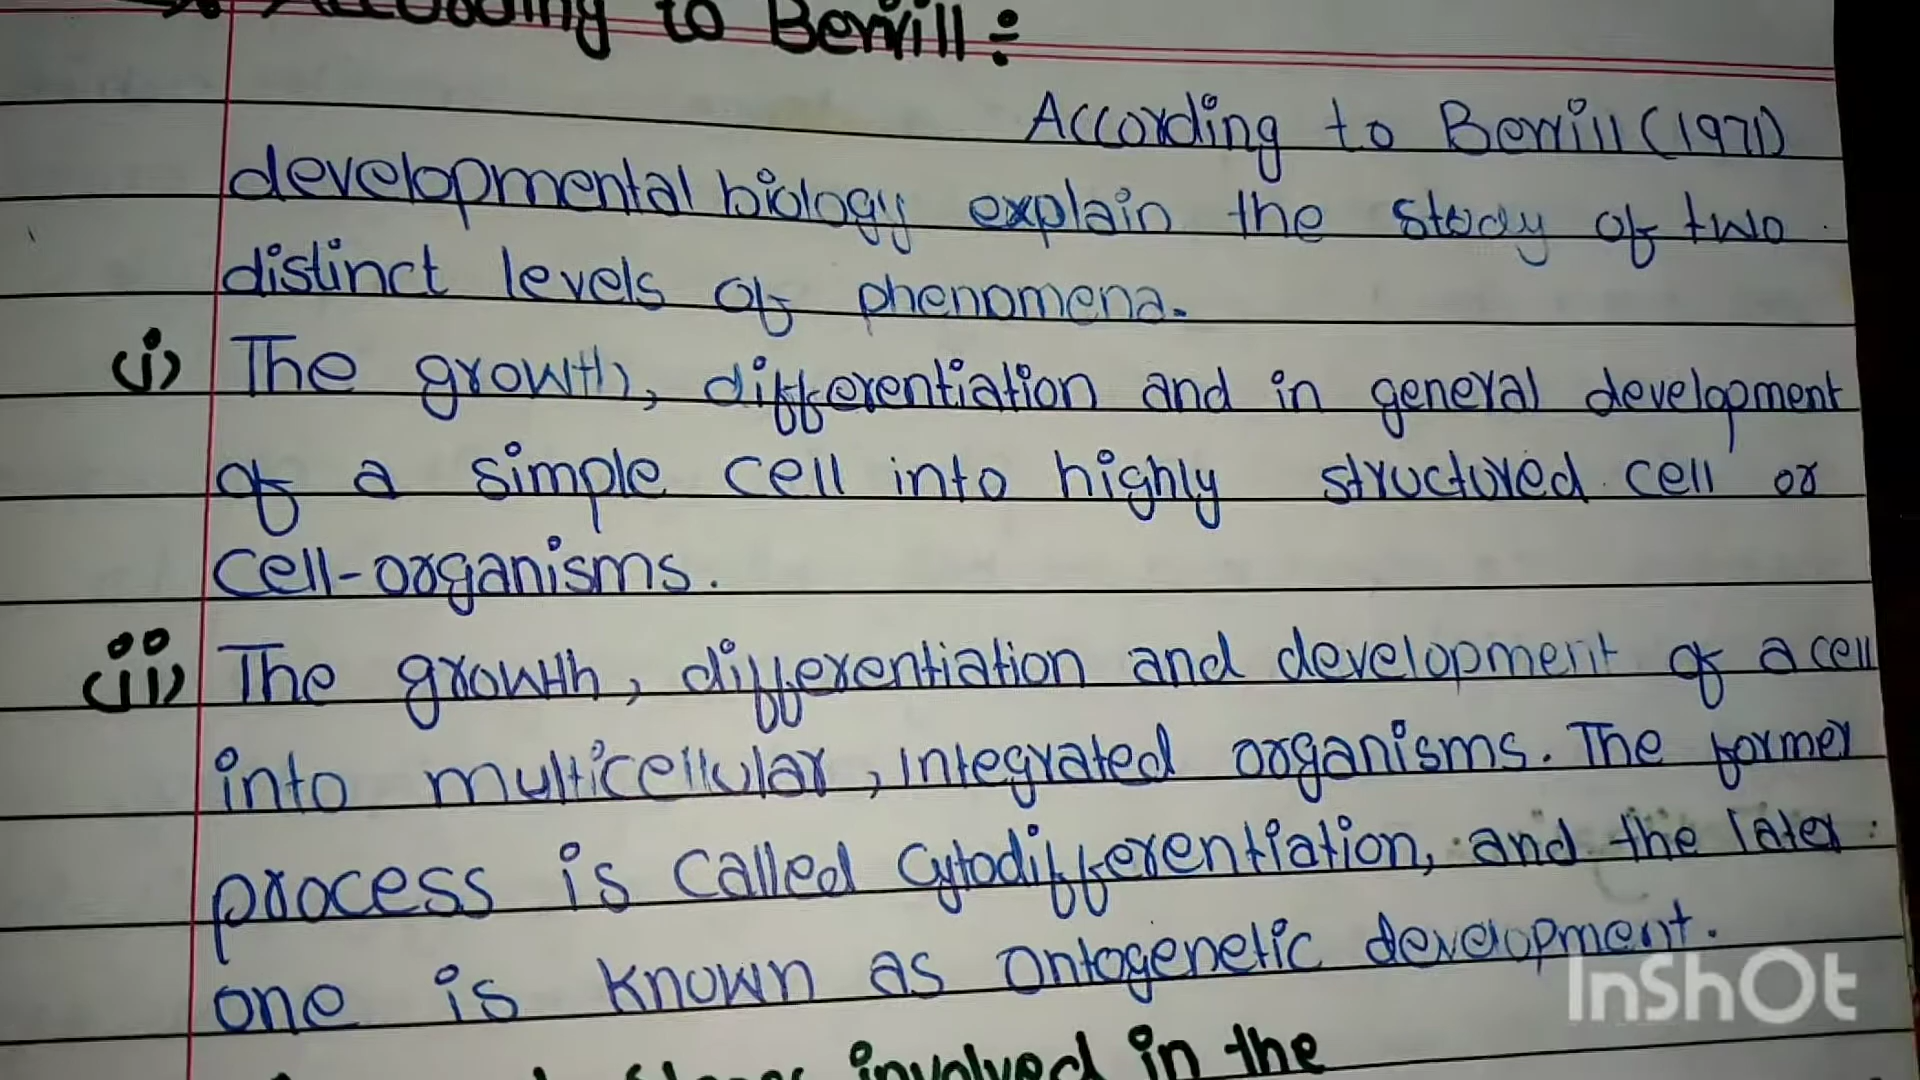 According to Berrill :
According to Berrill (1971)
developmental biology explain the study of two
distinct levels of phenomena.
(i) The growth, differentiation and in general development
of a simple cell into highly structured cell or
cell-organisms.
(ii) The growth, differentiation and development of a cell
into multicellular, integrated organisms. The former
process is called Cytodifferentiation, and the later
one is known as Ontogenetic development.
InShOt
involved in the